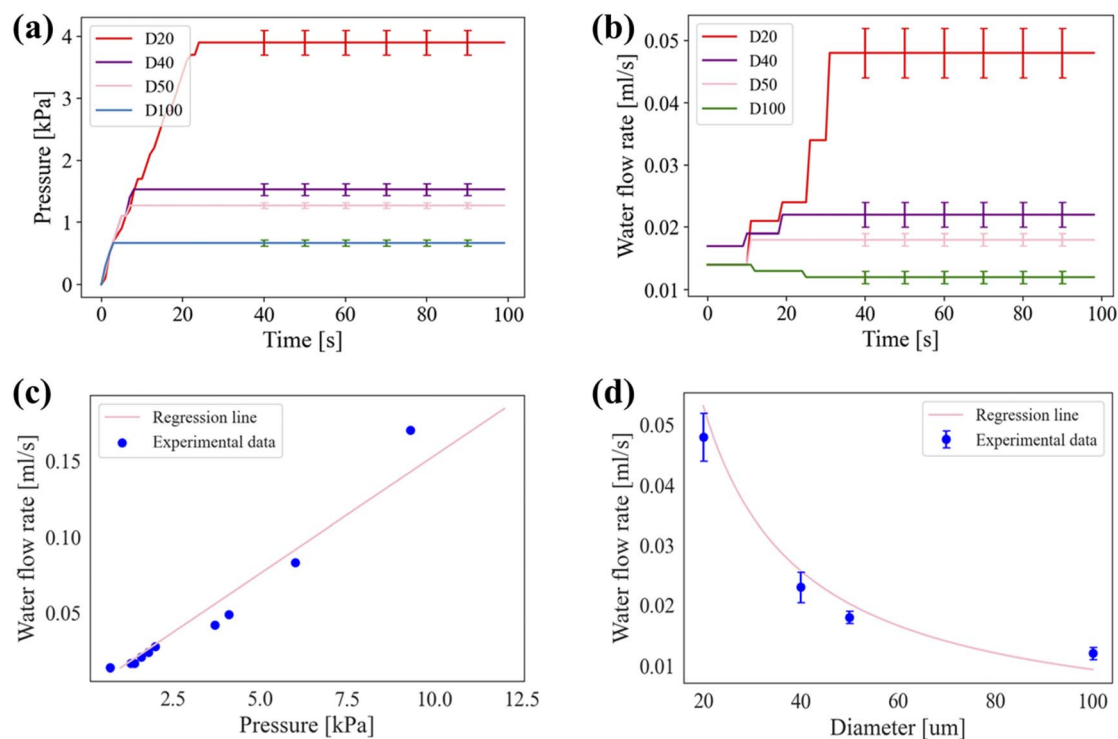 (a)
Pressure [kPa]
4
3
2
1
0
D20
D40
D50
D100
0 20 40 60 80 100
Time [s]
(b)
Water flow rate [ml/s]
0.05
0.04
0.03
0.02
0.01
D20
D40
D50
D100
0 20 40 60 80 100
Time [s]
(c)
Water flow rate [ml/s]
0.15
0.10
0.05
Regression line
Experimental data
2.5 5.0 7.5 10.0 12.5
Pressure [kPa]
(d)
Water flow rate [ml/s]
0.05
0.04
0.03
0.02
0.01
Regression line
Experimental data
20 40 60 80 100
Diameter [um]